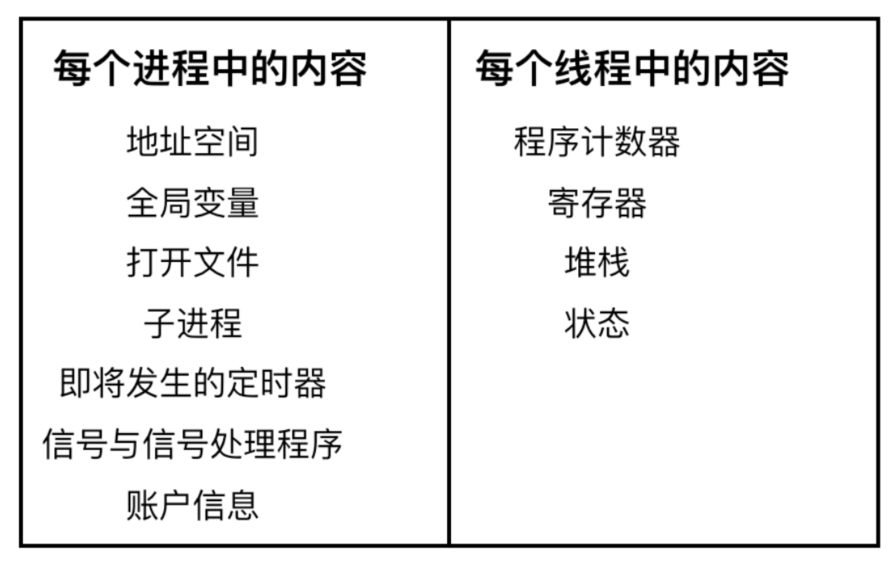 每个进程中的内容
地址空间
全局变量
打开文件
子进程
即将发生的定时器
信号与信号处理程序
账户信息
每个线程中的内容
程序计数器
寄存器
堆栈
状态